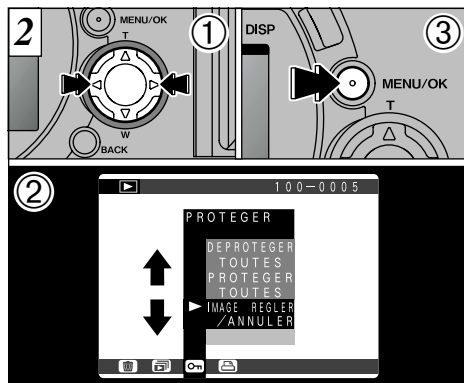 2
①
MENU/OK
T
W
BACK
③
DISP
MENU/OK
T
②
100-0005
PROTEGER
DEPROTEGER
TOUTES
PROTEGER
TOUTES
IMAGE REGLER
/ANNULER